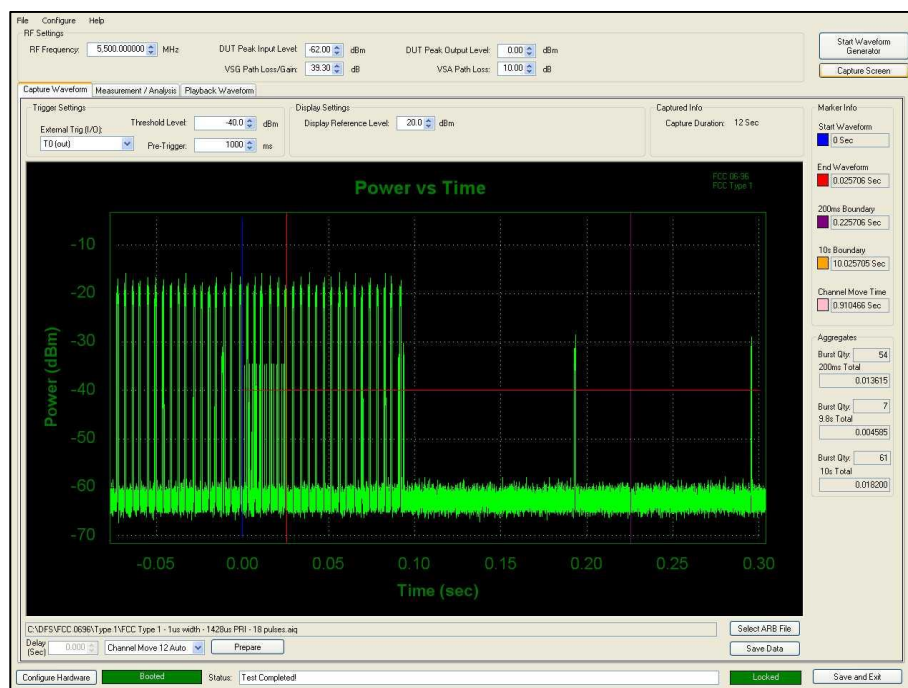 File Configure Help
RF Settings
RF Frequency: 5,500.000000 MHz
DUT Peak Input Level: -62.00 dBm
DUT Peak Output Level: 0.00 dBm
VSG Path Loss/Gain: 39.30 dB
VSA Path Loss: 10.00 dB
Start Waveform
Generator
Capture Screen
Capture Waveform Measurement / Analysis Playback Waveform
Trigger Settings
External Trig.(I/O):
T0 (out)
Threshold Level: -40.0 dBm
Pre-Trigger: 1000 ms
Display Settings
Display Reference Level: 20.0 dBm
Captured Info
Capture Duration: 12 Sec
Marker Info
Start Waveform
0 Sec
End Waveform
0.025706 Sec
200ms Boundary
0.225706 Sec
10s Boundary
10.025705 Sec
Channel Move Time
0.910466 Sec
Aggregates
Burst Qty: 54
200ms Total
0.013615
Burst Qty: 7
9.8s Total
0.004585
Burst Qty: 61
10s Total
0.018200
Power vs Time
FCC 06-96
FCC Type 1
Power (dBm)
-10
-20
-30
-40
-50
-60
-70
-0.05 0.00 0.05 0.10 0.15 0.20 0.25 0.30
Time (sec)
C:\DFS\FCC 0696\Type 1\FCC Type 1 - 1us width - 1428us PRI - 18 pulses.aiq
Select ARB File
Delay
(Sec) 0.000 Channel Move 12 Auto Prepare
Save Data
Configure Hardware Booted Status: Test Completed! Locked Save and Exit